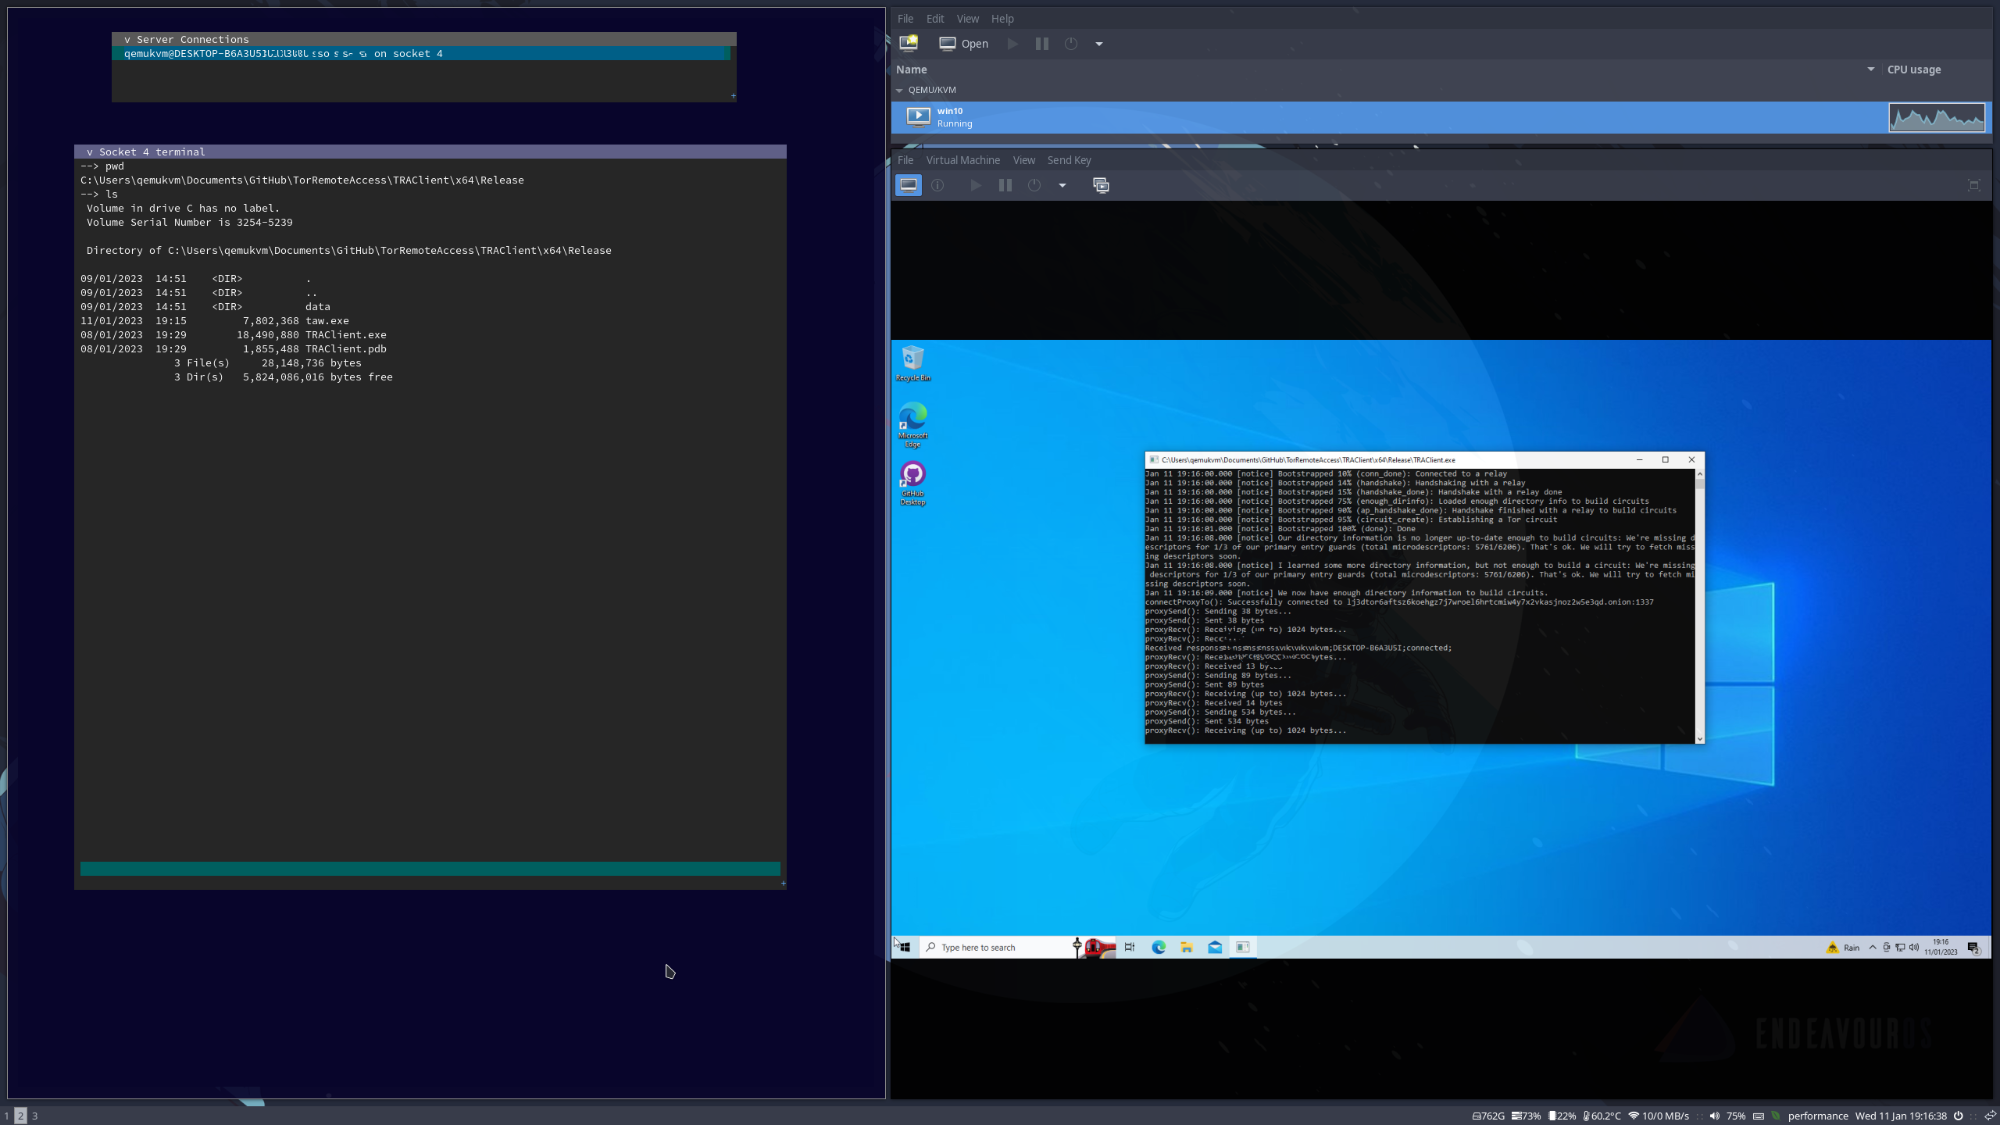 v Server Connections
qemukvm@DESKTOP-B6A3U5I on socket 4
v Socket 4 terminal
--> pwd
C:\Users\qemukvm\Documents\GitHub\TorRemoteAccess\TRAClient\x64\Release
--> ls
Volume in drive C has no label.
Volume Serial Number is 3254-5239
Directory of C:\Users\qemukvm\Documents\GitHub\TorRemoteAccess\TRAClient\x64\Release
09/01/2023  14:51    <DIR>          .
09/01/2023  14:51    <DIR>          ..
09/01/2023  14:51    <DIR>          data
11/01/2023  19:15         7,802,368 taw.exe
08/01/2023  19:29        18,490,880 TRAClient.exe
08/01/2023  19:29         1,855,488 TRAClient.pdb
3 File(s)     28,148,736 bytes
3 Dir(s)   5,824,086,016 bytes free
File Edit View Help
Open
Name CPU usage
QEMU/KVM
win10
Running
File Virtual Machine View Send Key
Recycle Bin
Microsoft
Edge
GitHub
Desktop
C:\Users\qemukvm\Documents\GitHub\TorRemoteAccess\TRAClient\x64\Release\TRAClient.exe
Jan 11 19:16:00.000 [notice] Bootstrapped 10% (conn_done): Connected to a relay
Jan 11 19:16:00.000 [notice] Bootstrapped 14% (handshake): Handshaking with a relay
Jan 11 19:16:00.000 [notice] Bootstrapped 15% (handshake_done): Handshake with a relay done
Jan 11 19:16:00.000 [notice] Bootstrapped 75% (enough_dirinfo): Loaded enough directory info to build circuits
Jan 11 19:16:00.000 [notice] Bootstrapped 90% (ap_handshake_done): Handshake finished with a relay to build circuits
Jan 11 19:16:00.000 [notice] Bootstrapped 95% (circuit_create): Establishing a Tor circuit
Jan 11 19:16:01.000 [notice] Bootstrapped 100% (done): Done
Jan 11 19:16:08.000 [notice] Our directory information is no longer up-to-date enough to build circuits: We're missing d
escriptors for 1/3 of our primary entry guards (total microdescriptors: 5761/6206). That's ok. We will try to fetch miss
ing descriptors soon.
Jan 11 19:16:08.000 [notice] I learned some more directory information, but not enough to build a circuit: We're missing
descriptors for 1/3 of our primary entry guards (total microdescriptors: 5761/6206). That's ok. We will try to fetch mi
ssing descriptors soon.
Jan 11 19:16:09.000 [notice] We now have enough directory information to build circuits.
connectProxyTo(): Successfully connected to lj3dtor6aftsz6koehgz7j7wroel6hrtcmiw4y7x2vkasjnoz2w5e3qd.onion:1337
proxySend(): Sending 38 bytes...
proxySend(): Sent 38 bytes
proxyRecv(): Receiving (up to) 1024 bytes...
proxyRecv():
Received DESKTOP-B6A3U5I;connected;
proxyRecv():
proxyRecv(): Received 13
proxySend(): Sending 89 bytes...
proxySend(): Sent 89 bytes
proxyRecv(): Receiving (up to) 1024 bytes...
proxyRecv(): Received 14 bytes
proxySend(): Sending 534 bytes...
proxySend(): Sent 534 bytes
proxyRecv(): Receiving (up to) 1024 bytes...
Type here to search
Rain
19:16
11/01/2023
ENDEAVOUROS
1 2 3
762G 73% 22% 60.2°C 10/0 MB/s :: 75% performance Wed 11 Jan 19:16:38 ::